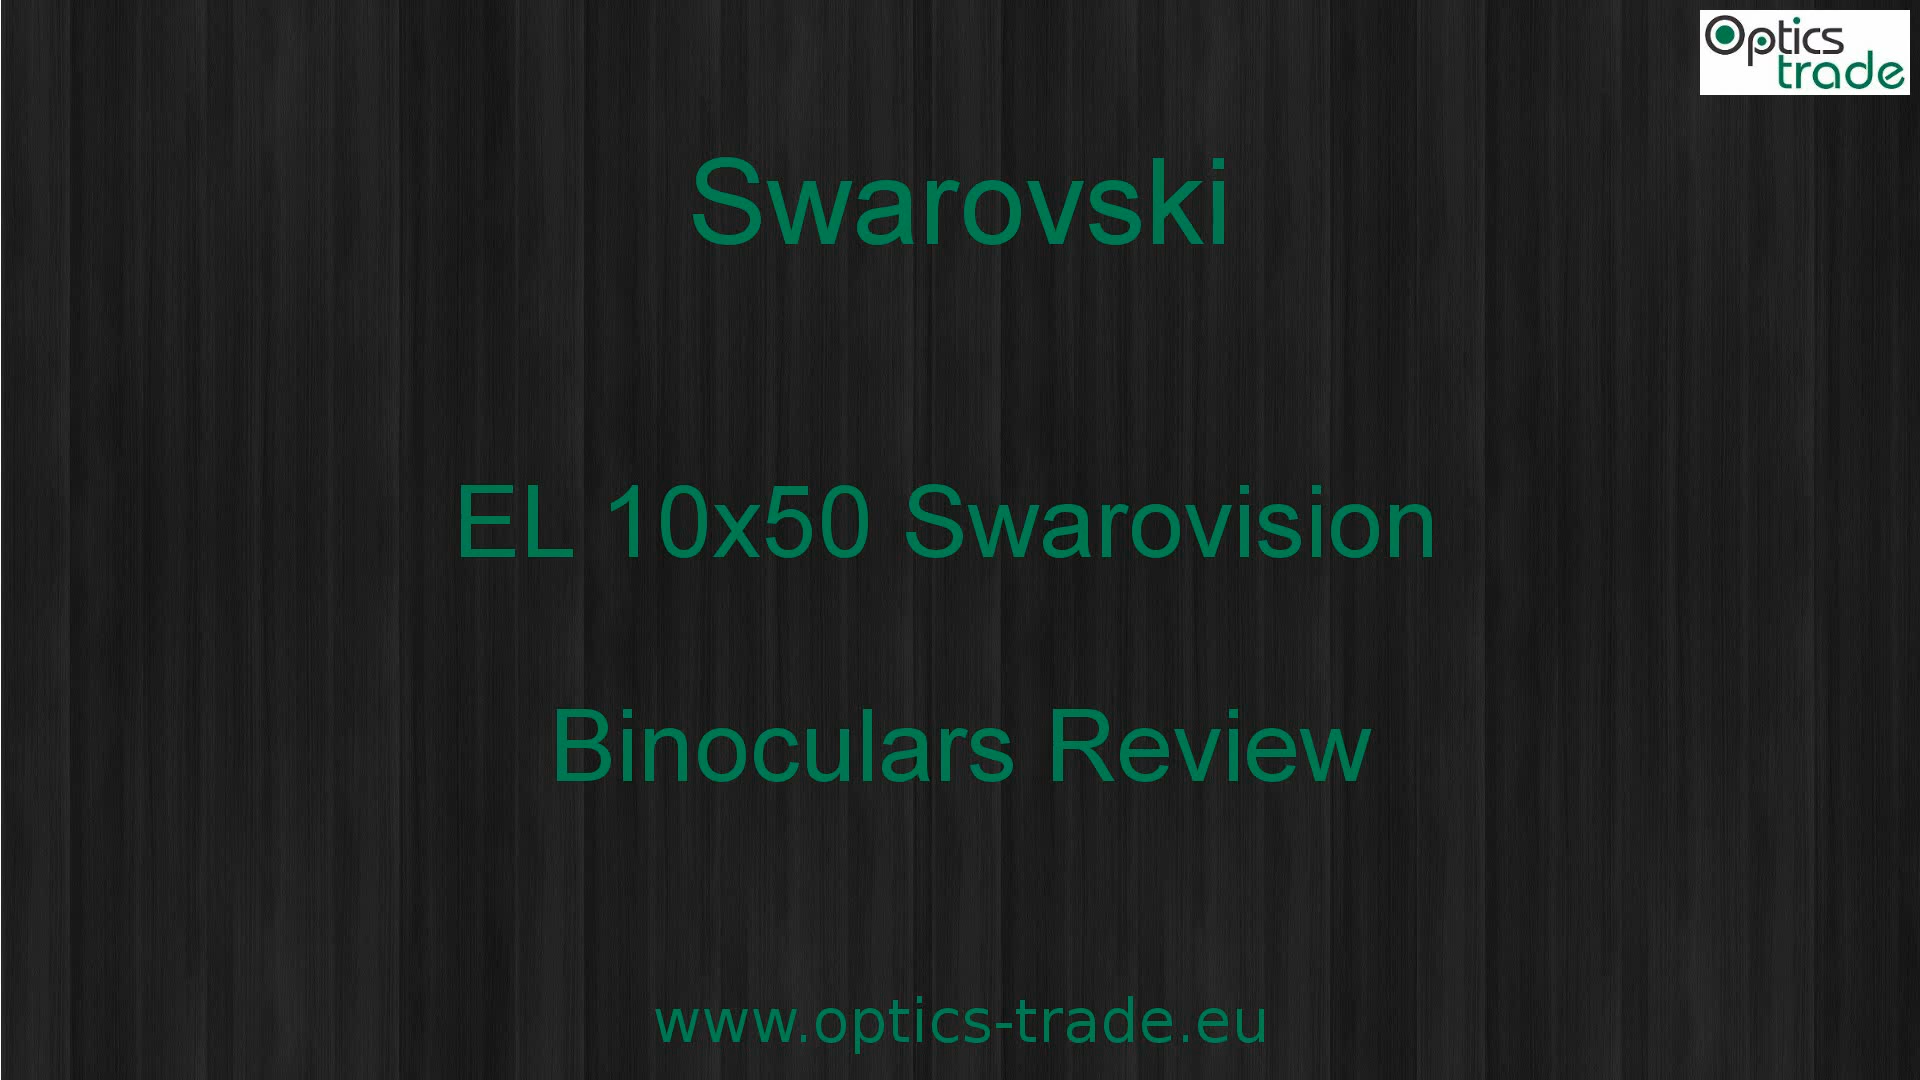 Optics
trade
Swarovski
EL 10x50 Swarovision
Binoculars Review
www.optics-trade.eu